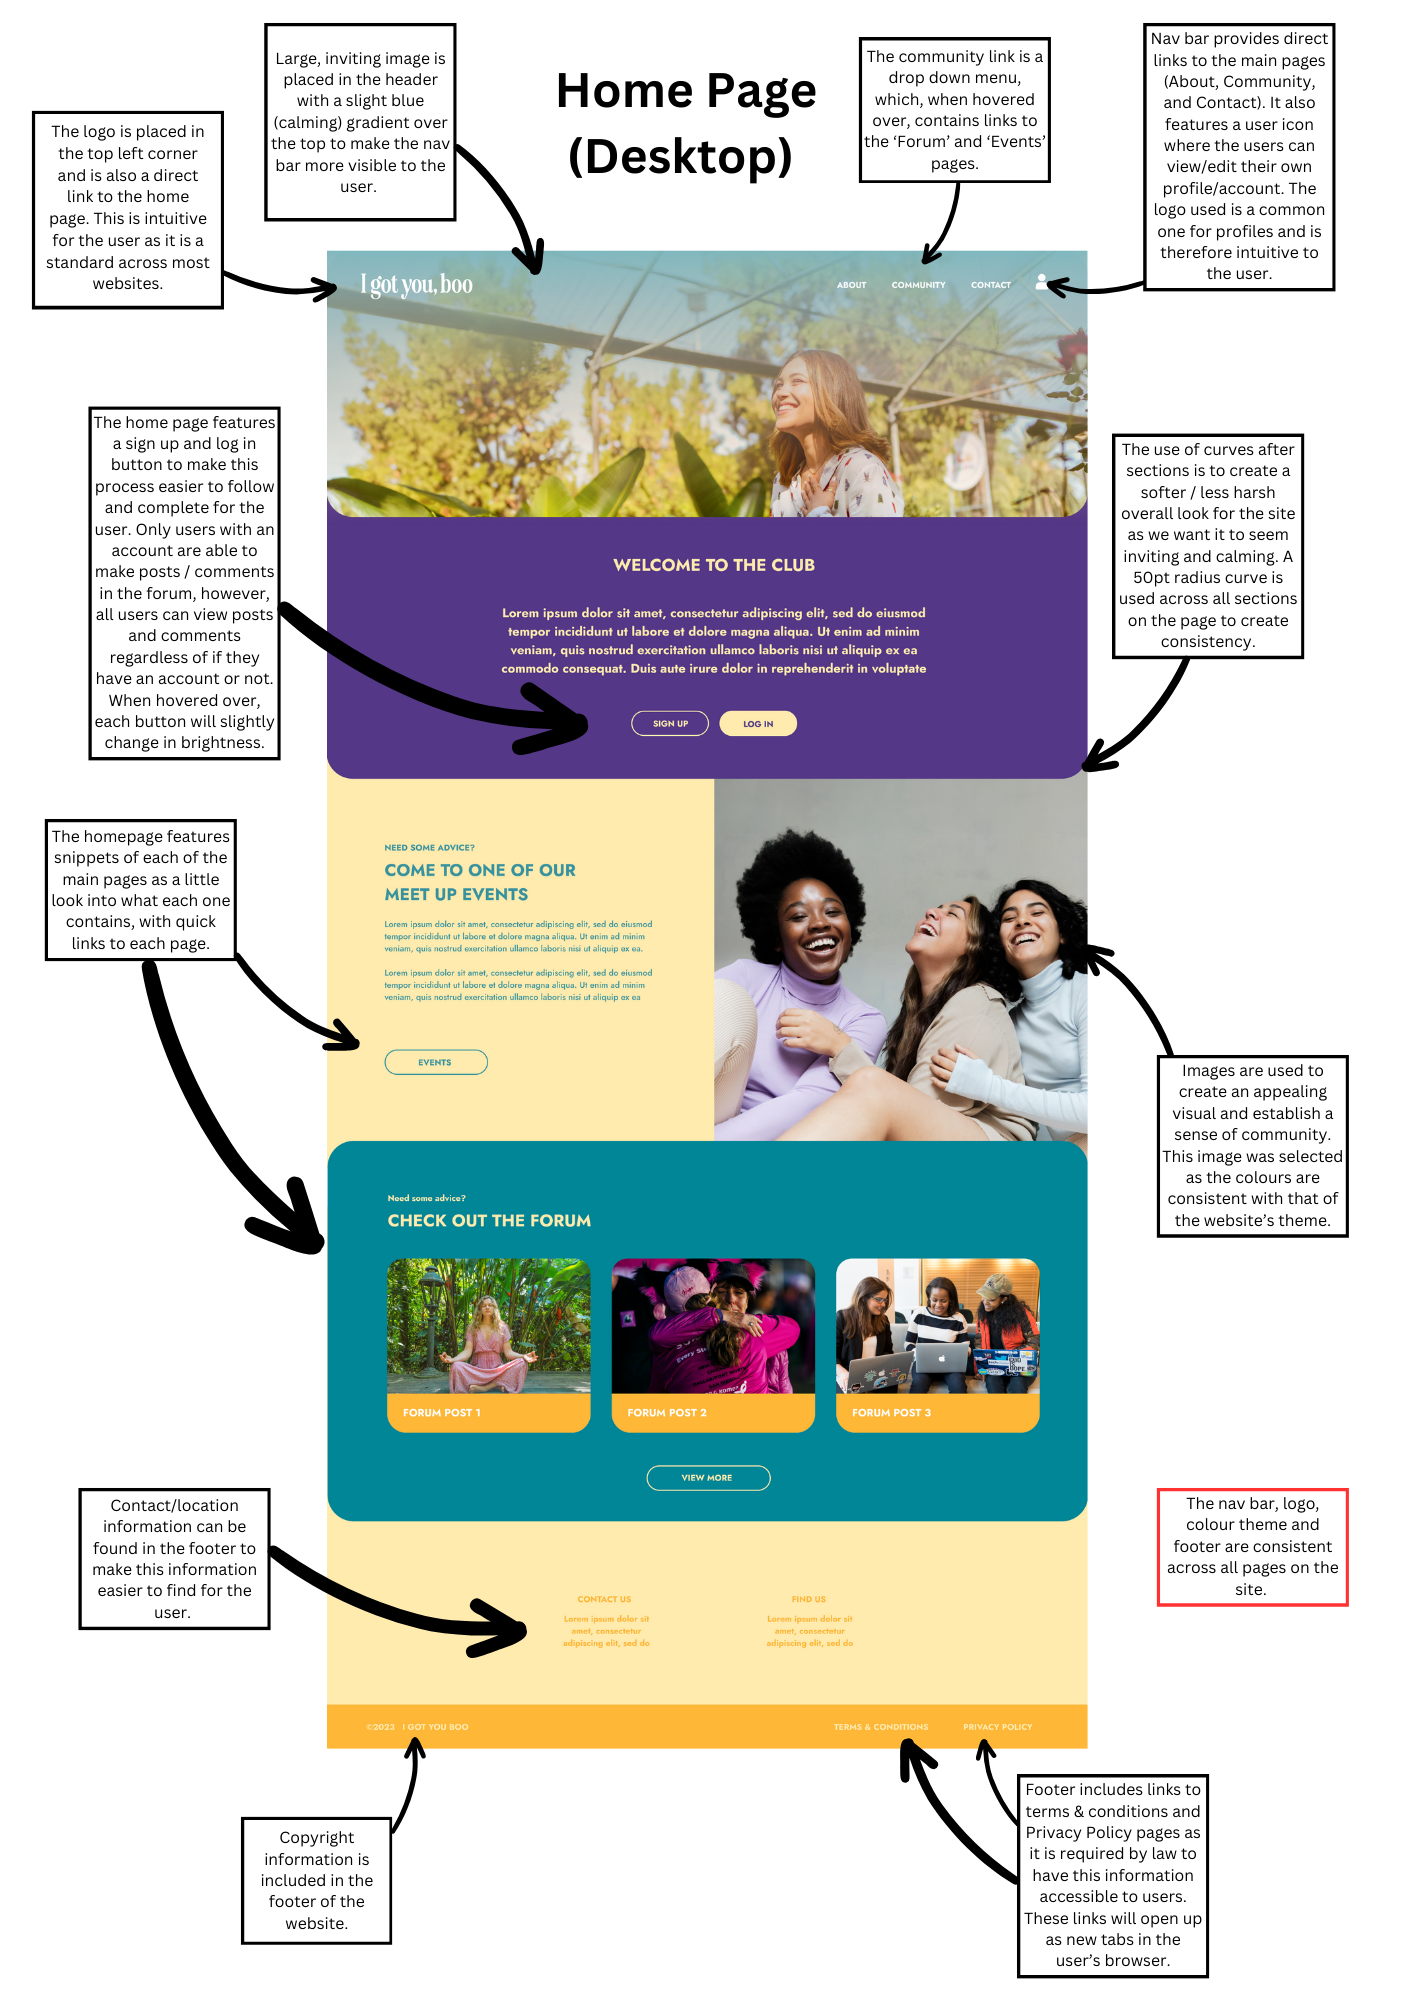 Home Page
(Desktop)
Large, inviting image is
placed in the header
with a slight blue
(calming) gradient over
the top to make the nav
bar more visible to the
user.
The community link is a
drop down menu,
which, when hovered
over, contains links to
the ‘Forum’ and ‘Events’
pages.
Nav bar provides direct
links to the main pages
(About, Community,
and Contact). It also
features a user icon
where the users can
view/edit their own
profile/account. The
logo used is a common
one for profiles and is
therefore intuitive to
the user.
The logo is placed in
the top left corner
and is also a direct
link to the home
page. This is intuitive
for the user as it is a
standard across most
websites.
I got you, boo
ABOUT
COMMUNITY
CONTACT
The home page features
a sign up and log in
button to make this
process easier to follow
and complete for the
user. Only users with an
account are able to
make posts / comments
in the forum, however,
all users can view posts
and comments
regardless of if they
have an account or not.
When hovered over,
each button will slightly
change in brightness.
The use of curves after
sections is to create a
softer / less harsh
overall look for the site
as we want it to seem
inviting and calming. A
50pt radius curve is
used across all sections
on the page to create
consistency.
WELCOME TO THE CLUB
Lorem ipsum dolor sit amet, consectetur adipiscing elit, sed do eiusmod
tempor incididunt ut labore et dolore magna aliqua. Ut enim ad minim
veniam, quis nostrud exercitation ullamco laboris nisi ut aliquip ex ea
commodo consequat. Duis aute irure dolor in reprehenderit in voluptate
SIGN UP
LOG IN
The homepage features
snippets of each of the
main pages as a little
look into what each one
contains, with quick
links to each page.
NEED SOME ADVICE?
COME TO ONE OF OUR
MEET UP EVENTS
Lorem ipsum dolor sit amet, consectetur adipiscing elit, sed do eiusmod
tempor incididunt ut labore et dolore magna aliqua. Ut enim ad minim
veniam, quis nostrud exercitation ullamco laboris nisi ut aliquip ex ea.
Lorem ipsum dolor sit amet, consectetur adipiscing elit, sed do eiusmod
tempor incididunt ut labore et dolore magna aliqua. Ut enim ad minim
veniam, quis nostrud exercitation ullamco laboris nisi ut aliquip ex ea
EVENTS
Images are used to
create an appealing
visual and establish a
sense of community.
This image was selected
as the colours are
consistent with that of
the website’s theme.
Need some advice?
CHECK OUT THE FORUM
FORUM POST 1
FORUM POST 2
FORUM POST 3
VIEW MORE
Contact/location
information can be
found in the footer to
make this information
easier to find for the
user.
The nav bar, logo,
colour theme and
footer are consistent
across all pages on the
site.
CONTACT US
Lorem ipsum dolor sit
amet, consectetur
adipiscing elit, sed do
FIND US
Lorem ipsum dolor sit
amet, consectetur
adipiscing elit, sed do
©2023 I GOT YOU BOO
TERMS & CONDITIONS
PRIVACY POLICY
Copyright
information is
included in the
footer of the
website.
Footer includes links to
terms & conditions and
Privacy Policy pages as
it is required by law to
have this information
accessible to users.
These links will open up
as new tabs in the
user’s browser.